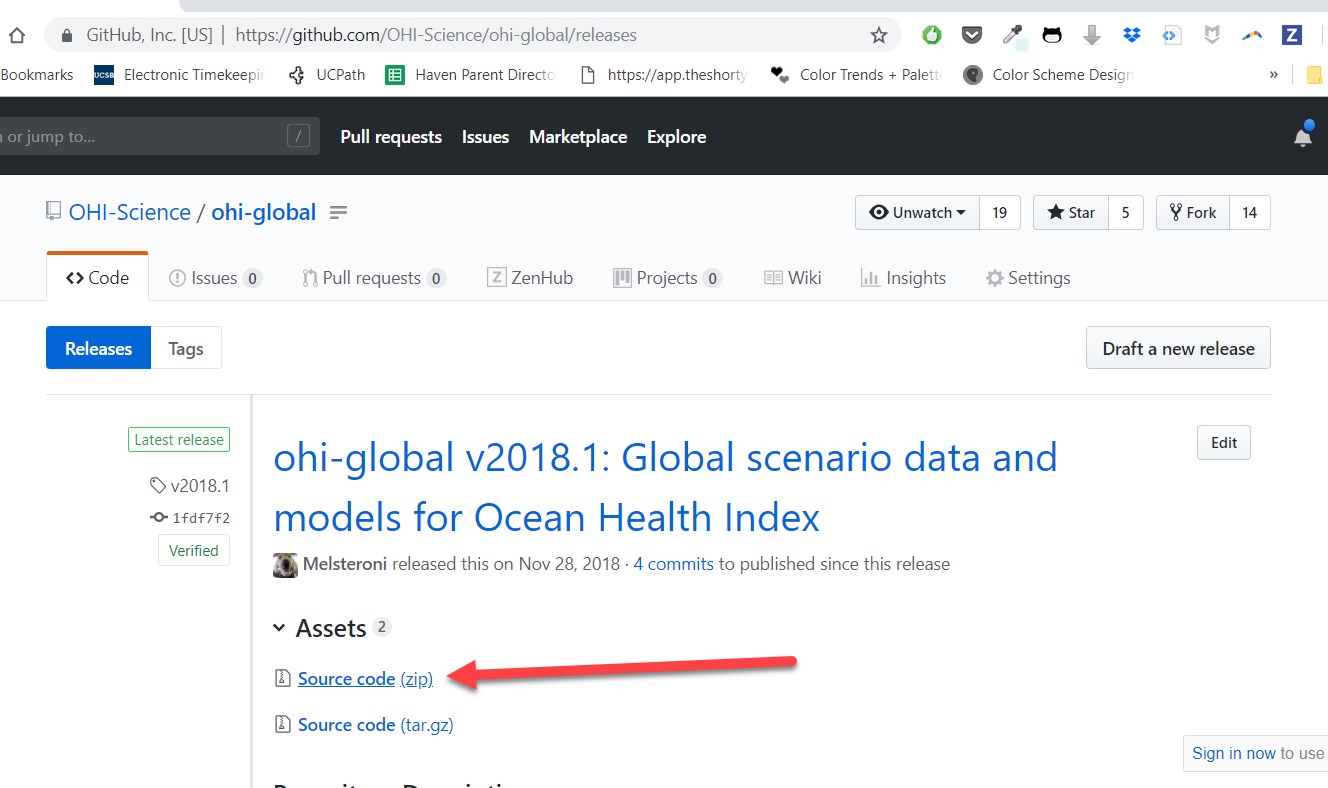 GitHub, Inc. [US] | https://github.com/OHI-Science/ohi-global/releases
Z
Bookmarks UCSB Electronic Timekeepi UCPath Haven Parent Directo https://app.theshorty Color Trends + Palett Color Scheme Design »
or jump to... / Pull requests Issues Marketplace Explore
OHI-Science / ohi-global
Unwatch 19 Star 5 Fork 14
Code Issues 0 Pull requests 0 Z ZenHub Projects 0 Wiki Insights Settings
Releases Tags Draft a new release
Latest release
v2018.1
1fdf7f2
Verified
ohi-global v2018.1: Global scenario data and
models for Ocean Health Index
Edit
Melsteroni released this on Nov 28, 2018 · 4 commits to published since this release
Assets 2
Source code (zip)
Source code (tar.gz)
Sign in now to use